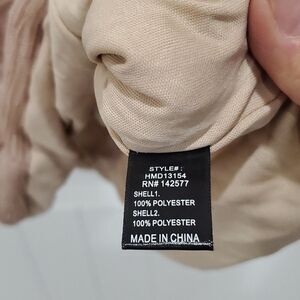 STYLE# :
HMD13154
RN# 142577
SHELL1.
100% POLYESTER
SHELL2.
100% POLYESTER
MADE IN CHINA